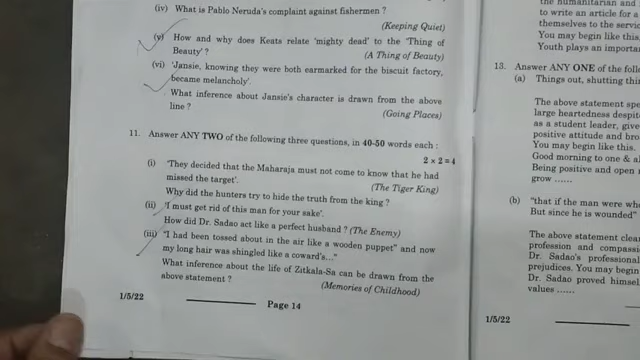 (iv) What is Pablo Neruda's complaint against fishermen ?
(Keeping Quiet)
(v) How and why does Keats relate 'mighty dead' to the 'Thing of
Beauty' ?
(A Thing of Beauty)
(vi) 'Jansie, knowing they were both earmarked for the biscuit factory,
became melancholy'.
What inference about Jansie's character is drawn from the above
line ?
(Going Places)
11. Answer ANY TWO of the following three questions, in 40-50 words each :
2 × 2 = 4
(i) 'They decided that the Maharaja must not come to know that he had
missed the target'.
(The Tiger King)
Why did the hunters try to hide the truth from the king ?
(ii) 'I must get rid of this man for your sake'.
How did Dr. Sadao act like a perfect husband ? (The Enemy)
(iii) "I had been tossed about in the air like a wooden puppet" and now
my long hair was shingled like a coward's..."
What inference about the life of Zitkala-Sa can be drawn from the
above statement ?
(Memories of Childhood)
1/5/22
Page 14
the humanitarian and
to write an article for a
themselves to the servic
You may begin like this
Youth plays an importan
13. Answer ANY ONE of the fol
(a) Things out, shutting thi
The above statement spe
large heartedness despit
as a student leader, give
positive attitude and bro
You may begin like this.
Good morning to one & al
Being positive and open
grow ......
(b) "that if the man were wh
But since he is wounded"
The above statement clea
profession and compassi
Dr. Sadao's professional
prejudices. You may begin
Dr. Sadao proved himsel
values ......
1/5/22